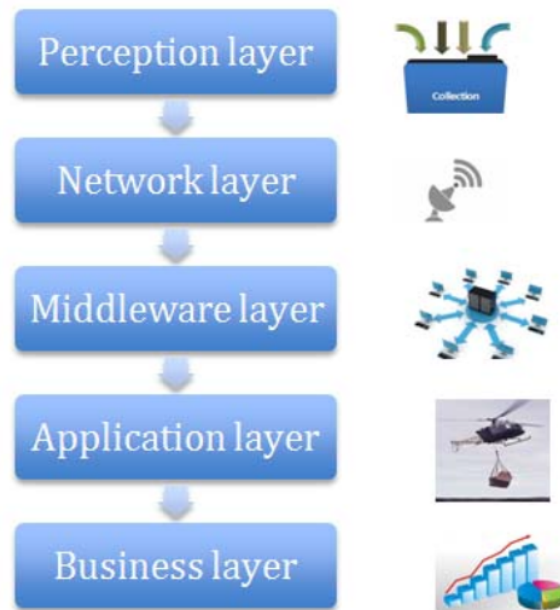 Perception layer
Collection
Network layer
Middleware layer
Application layer
Business layer